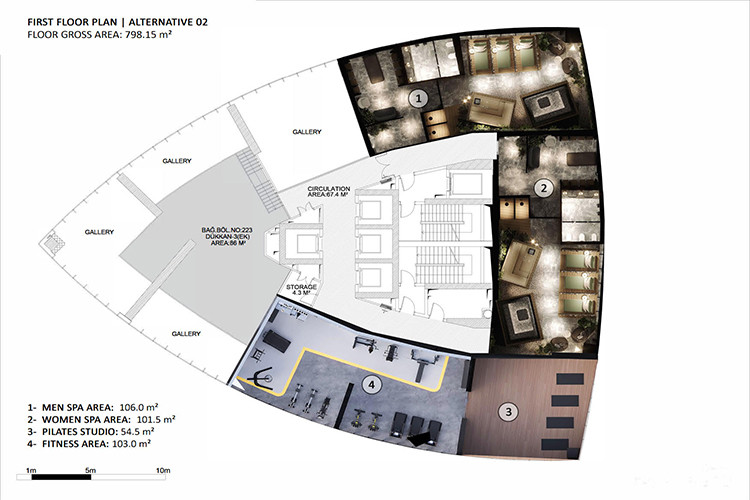 FIRST FLOOR PLAN | ALTERNATIVE 02
FLOOR GROSS AREA: 798.15 m²
1
GALLERY
GALLERY
CIRCULATION
AREA:67.4 M²
2
GALLERY
BAĞ.BÖL.NO:223
DÜKKAN-3(EK)
AREA:86 M²
STORAGE
4.3 M²
GALLERY
4
3
1- MEN SPA AREA: 106.0 m²
2- WOMEN SPA AREA: 101.5 m²
3- PILATES STUDIO: 54.5 m²
4- FITNESS AREA: 103.0 m²
1m 5m 10m